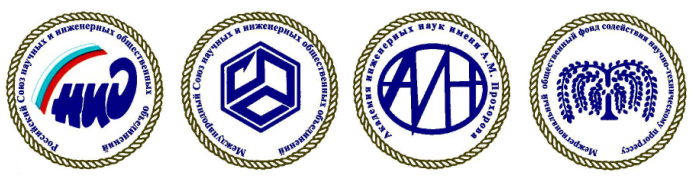 Российский Союз научных и инженерных общественных объединений
НИО
Международный Союз научных и инженерных общественных объединений
Академия инженерных наук имени А.М. Прохорова
АИН
Межрегиональный общественный фонд содействия научно-техническому прогрессу